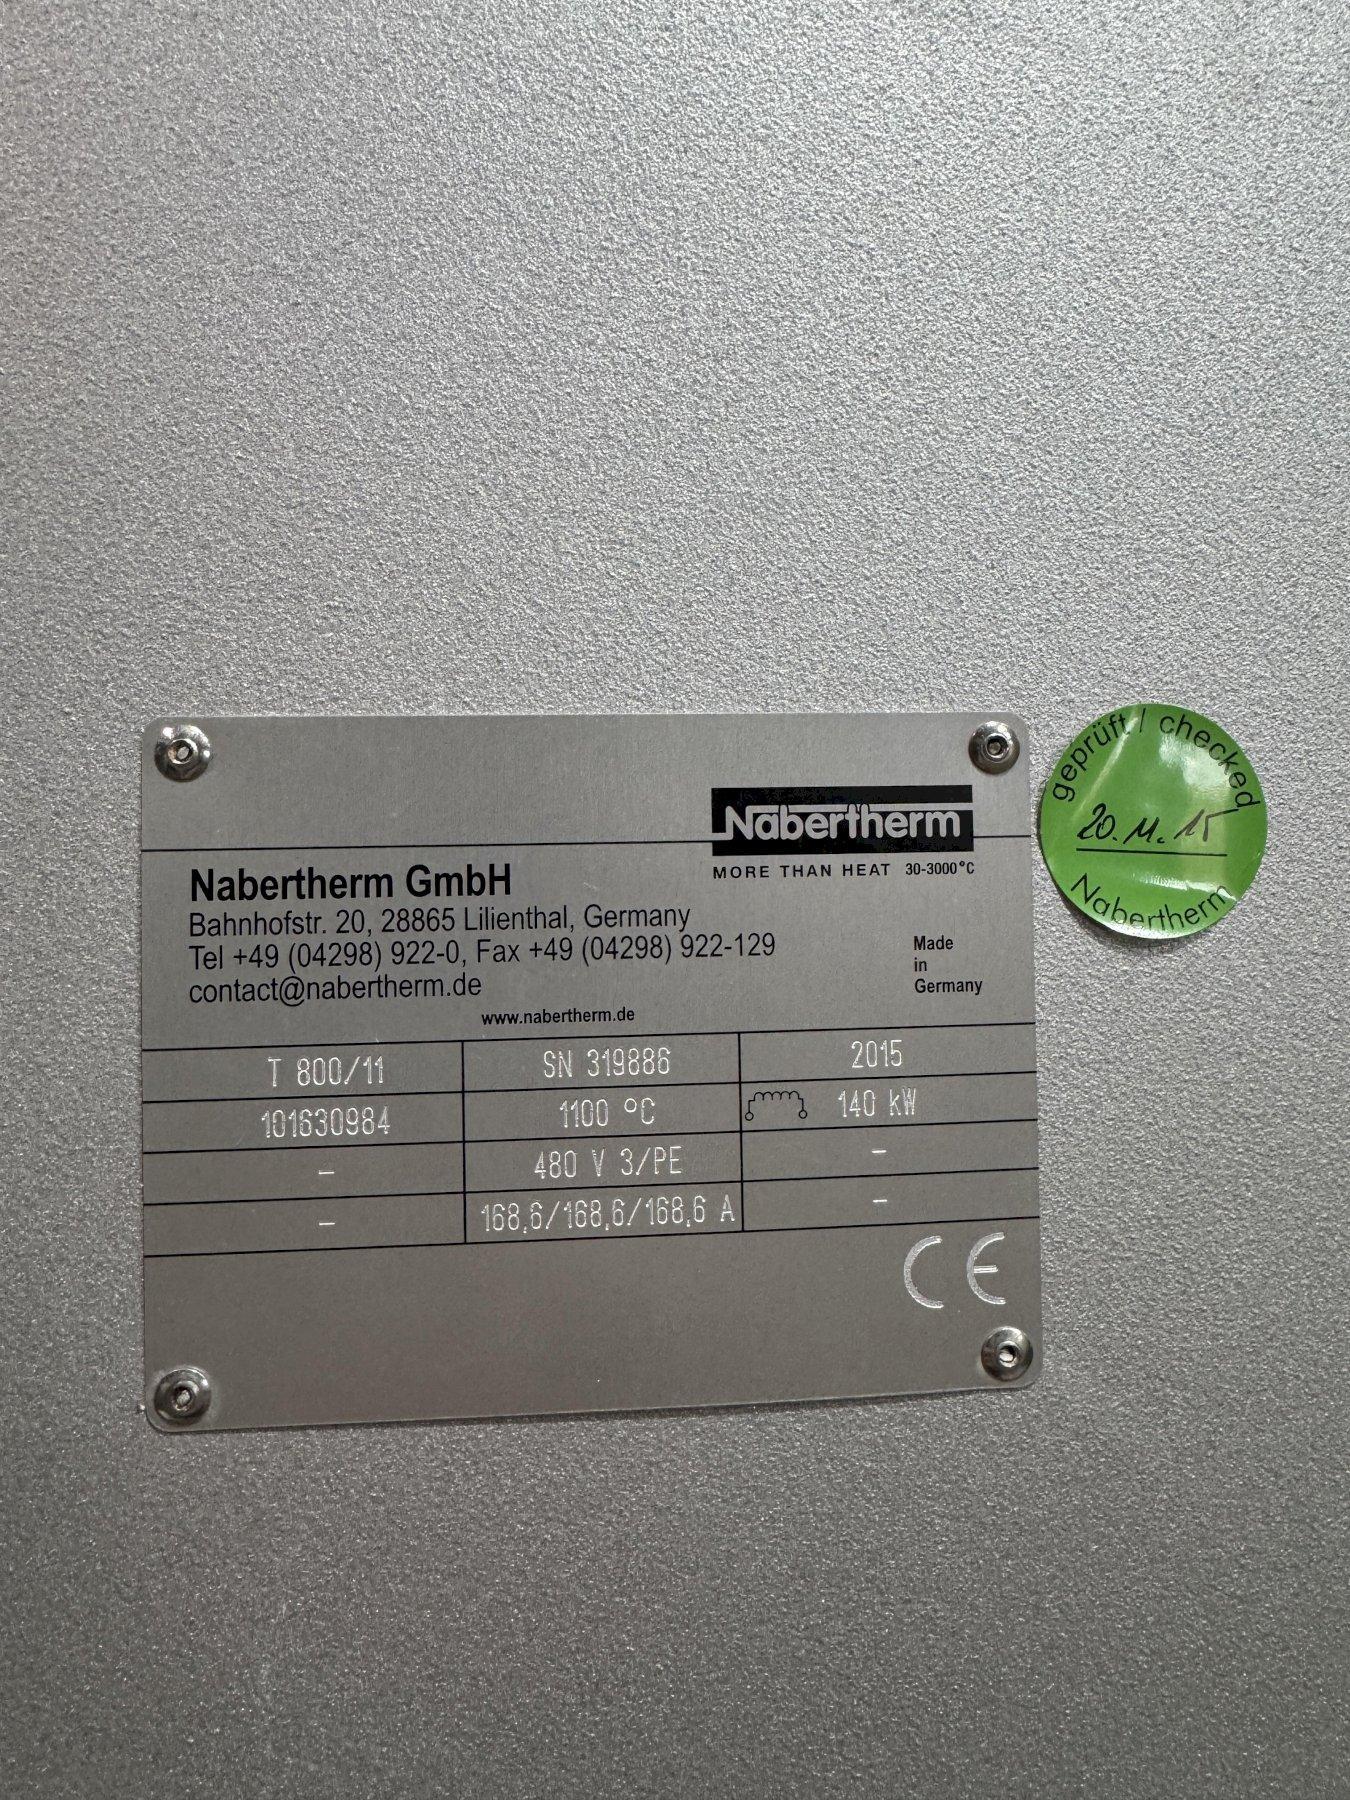 Nabertherm
MORE THAN HEAT 30-3000°C
Nabertherm GmbH
Bahnhofstr. 20, 28865 Lilienthal, Germany
Tel +49 (04298) 922-0, Fax +49 (04298) 922-129
contact@nabertherm.de
www.nabertherm.de
Made
in
Germany
T 800/11 SN 319886 2015
101630984 1100 °C 140 kW
– 480 V 3/PE –
– 168,6/168,6/168,6 A –
CE
geprüft / checked
20.11.15
Nabertherm